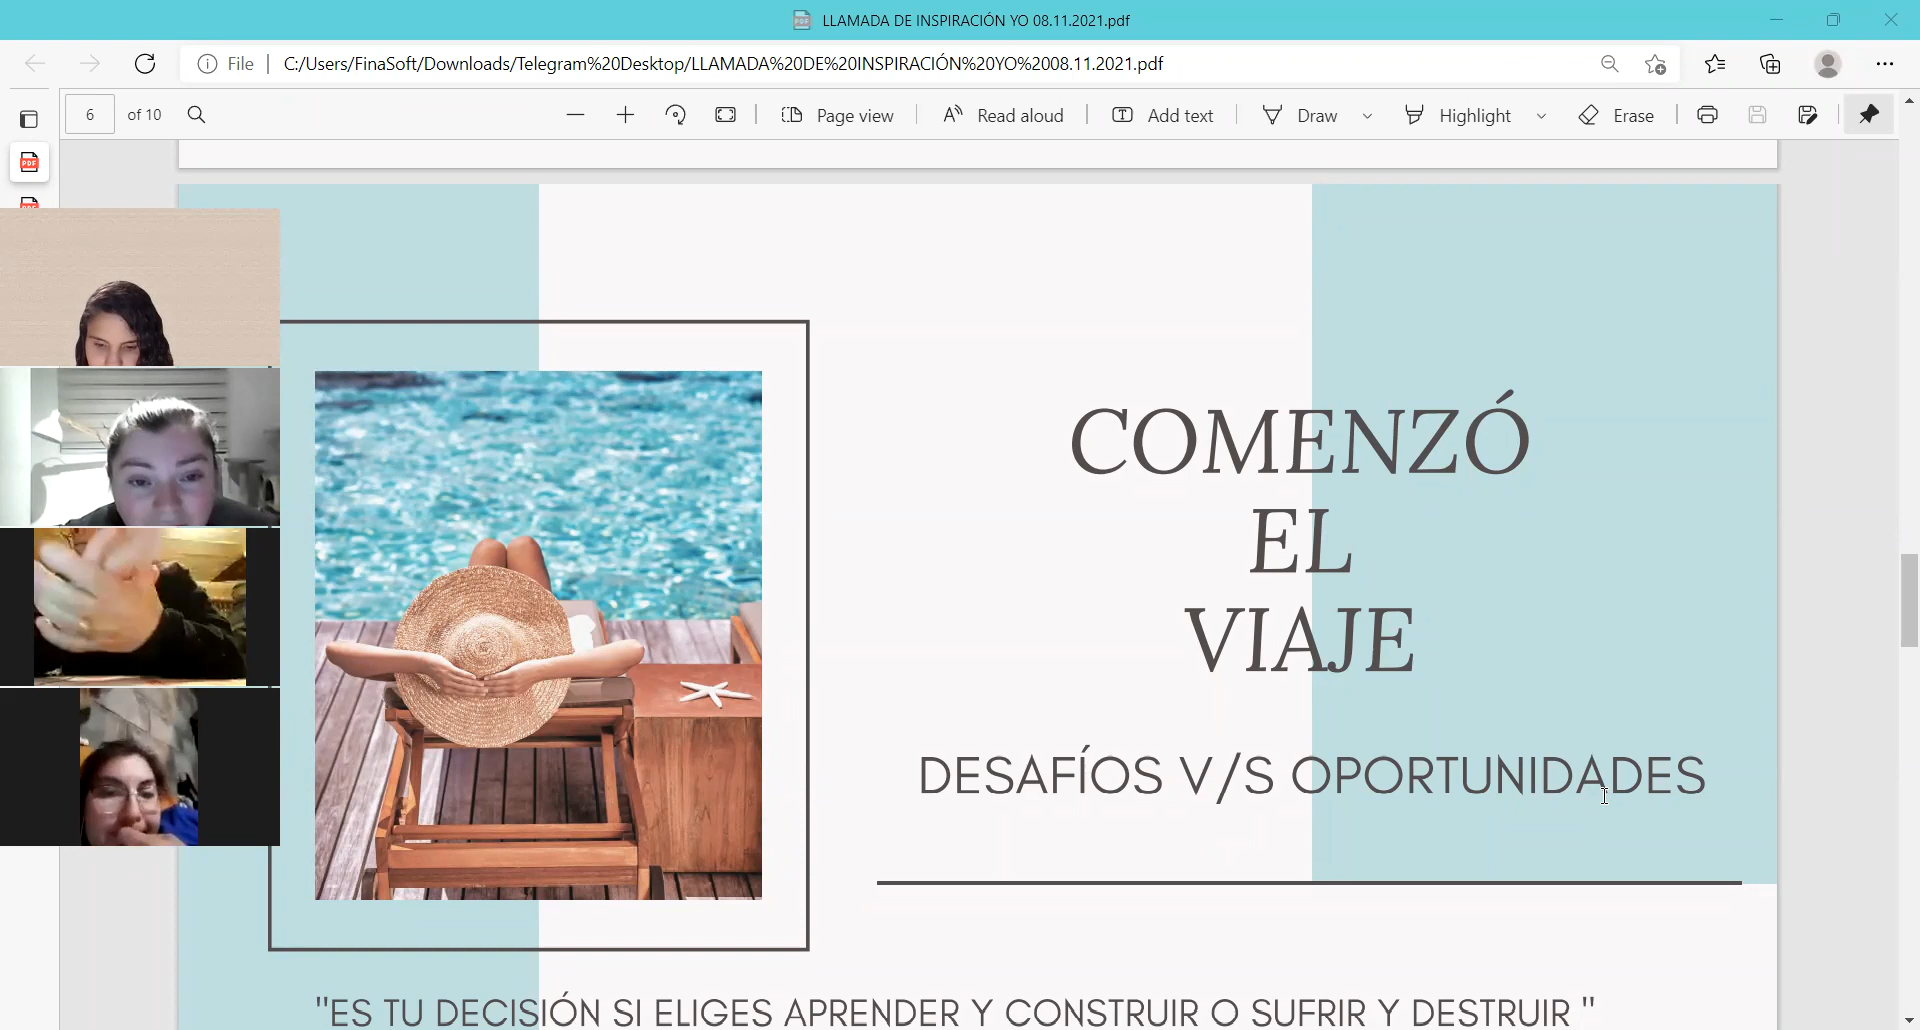 LLAMADA DE INSPIRACIÓN YO 08.11.2021.pdf
File | C:/Users/FinaSoft/Downloads/Telegram%20Desktop/LLAMADA%20DE%20INSPIRACIÓN%20YO%2008.11.2021.pdf
6 of 10 Page view Read aloud Add text Draw Highlight Erase
PDF
COMENZÓ
EL
VIAJE
DESAFÍOS V/S OPORTUNIDADES
"ES TU DECISIÓN SI ELIGES APRENDER Y CONSTRUIR O SUFRIR Y DESTRUIR "